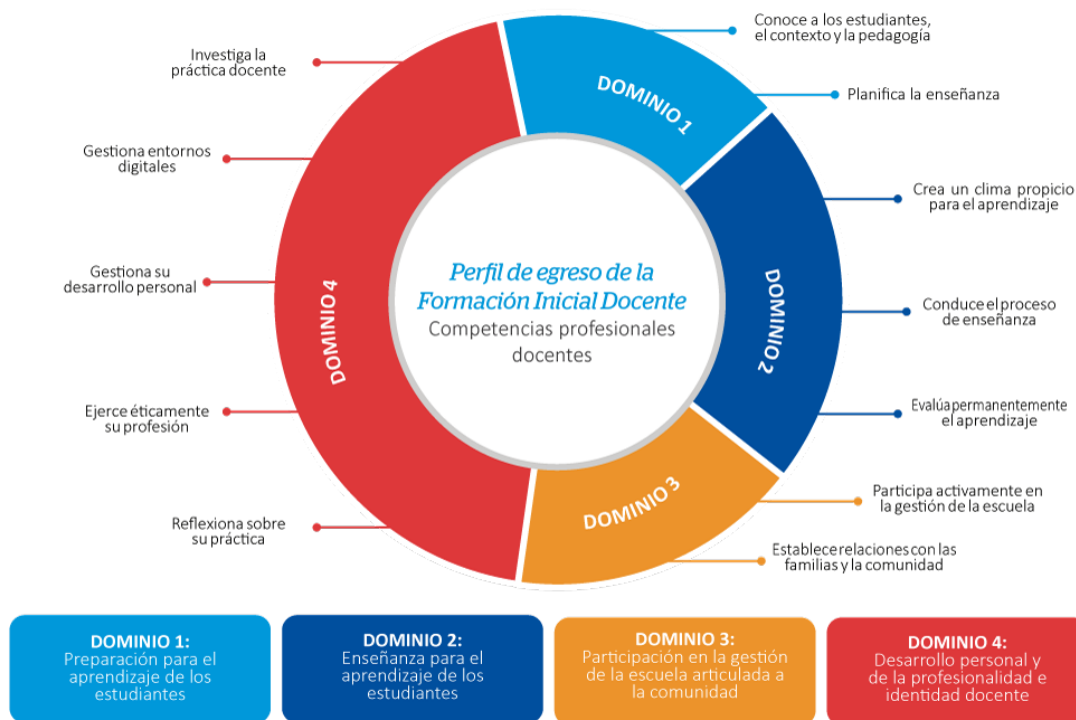 Conoce a los estudiantes,
el contexto y la pedagogía
Planifica la enseñanza
Crea un clima propicio
para el aprendizaje
Conduce el proceso
de enseñanza
Evalúa permanentemente
el aprendizaje
Participa activamente en
la gestión de la escuela
Establece relaciones con las
familias y la comunidad
Investiga la
práctica docente
Gestiona entornos
digitales
Gestiona su
desarrollo personal
Ejerce éticamente
su profesión
Reflexiona sobre
su práctica
DOMINIO 1
DOMINIO 2
DOMINIO 3
DOMINIO 4
Perfil de egreso de la
Formación Inicial Docente
Competencias profesionales
docentes
DOMINIO 1:
Preparación para el
aprendizaje de los
estudiantes
DOMINIO 2:
Enseñanza para el
aprendizaje de los
estudiantes
DOMINIO 3:
Participación en la gestión
de la escuela articulada a
la comunidad
DOMINIO 4:
Desarrollo personal y
de la profesionalidad e
identidad docente